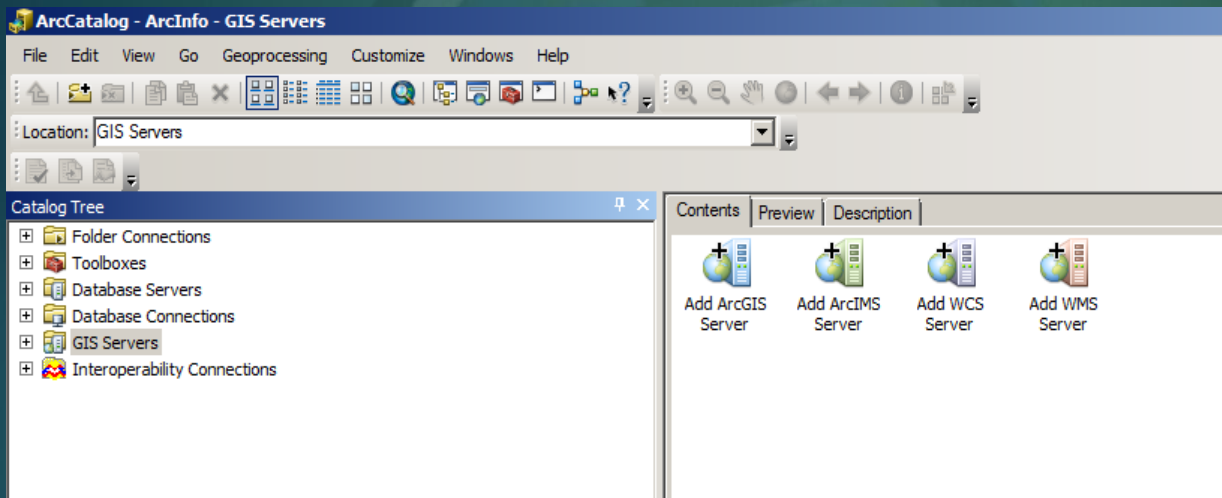 ArcCatalog - ArcInfo - GIS Servers
File Edit View Go Geoprocessing Customize Windows Help
Location: GIS Servers
Catalog Tree
Folder Connections
Toolboxes
Database Servers
Database Connections
GIS Servers
Interoperability Connections
Contents Preview Description
Add ArcGIS Server
Add ArcIMS Server
Add WCS Server
Add WMS Server